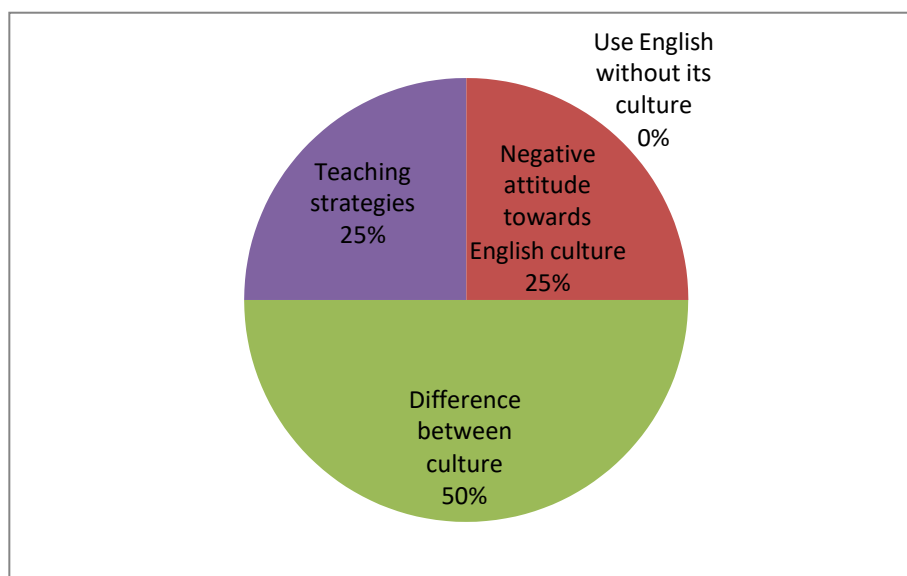 Use English
without its
culture
0%
Negative
attitude
towards
English culture
25%
Teaching
strategies
25%
Difference
between
culture
50%